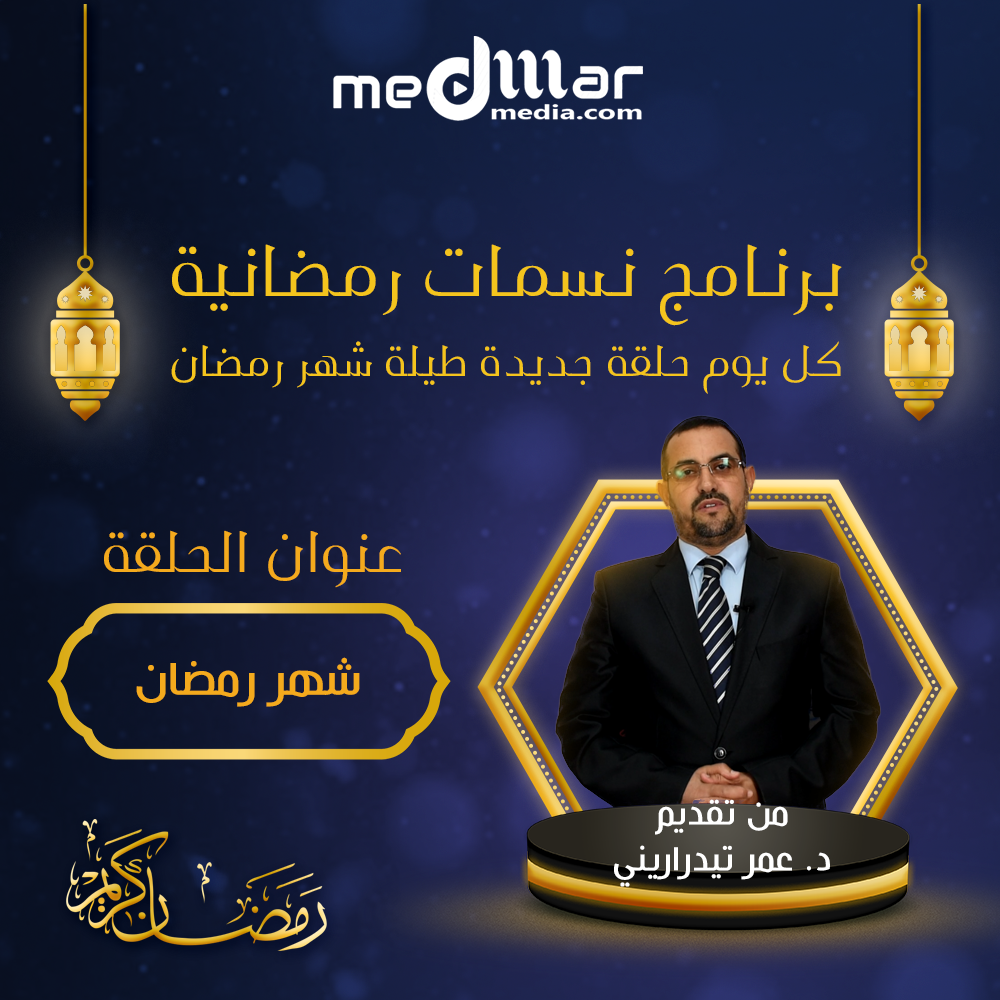 medmar
media.com
برنامج نسمات رمضانية
كل يوم حلقة جديدة طيلة شهر رمضان
عنوان الحلقة
شهر رمضان
من تقديم
د. عمر تيدراريني
رمضان كريم